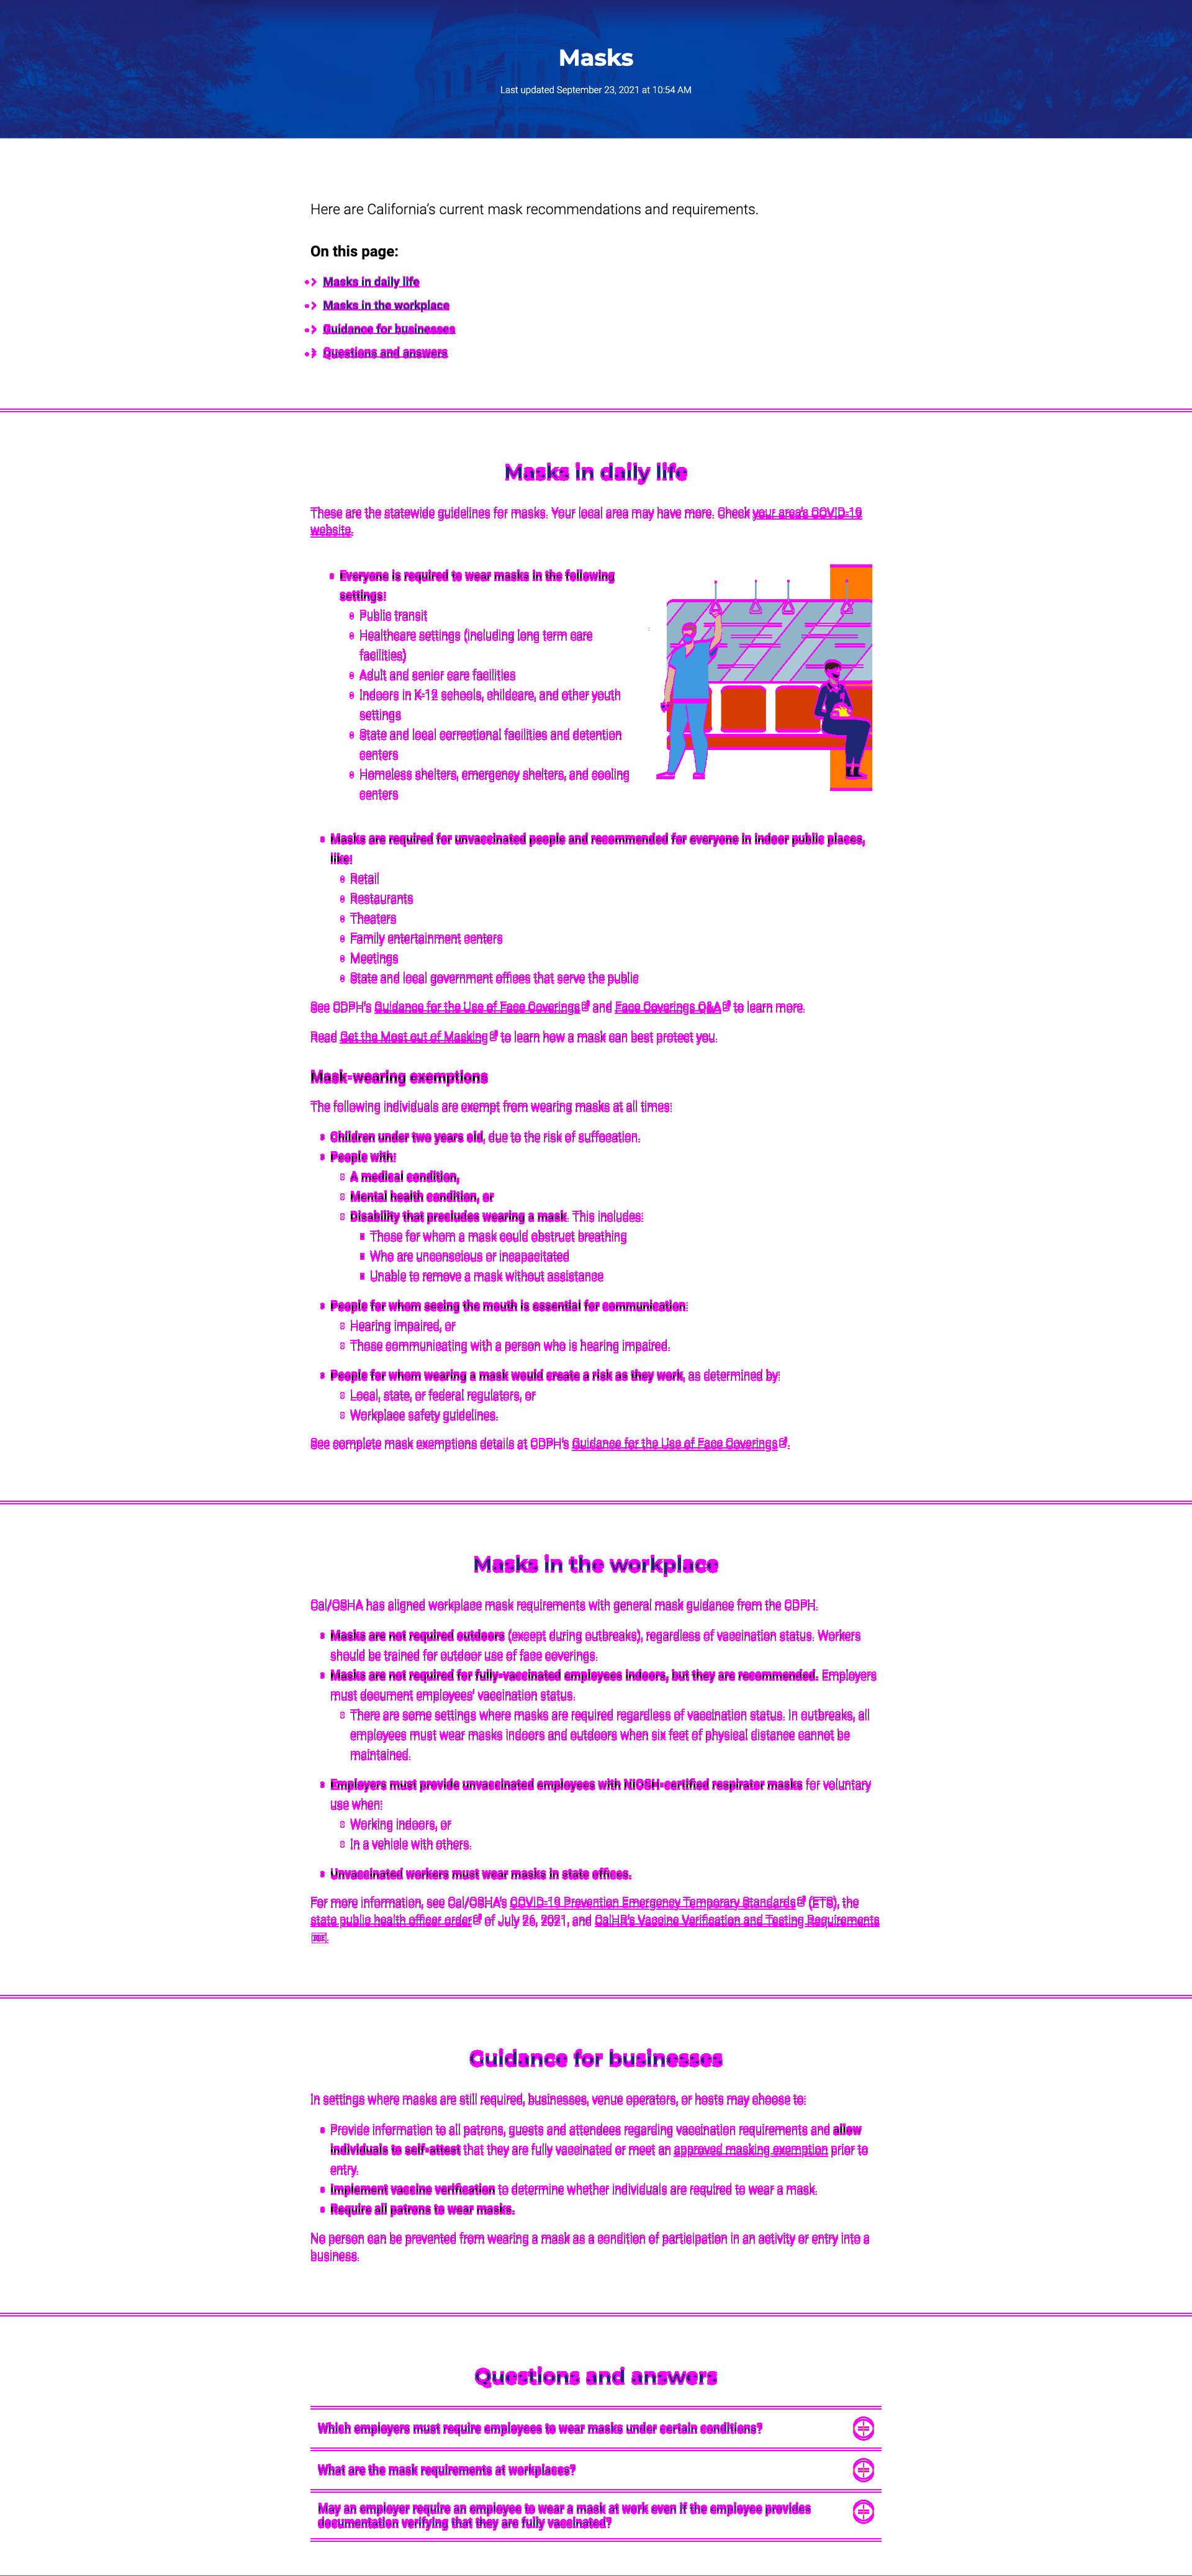 Masks
Last updated September 23, 2021 at 10:54 AM
Here are California's current mask recommendations and requirements.
On this page:
Masks in daily life
Masks in the workplace
Guidance for businesses
Questions and answers
Masks in daily life
These are the statewide guidelines for masks. Your local area may have more. Check your area's COVID-19
website.
Everyone is required to wear masks in the following
settings:
Public transit
Healthcare settings (including long term care
facilities)
Adult and senior care facilities
Indoors in K-12 schools, childcare, and other youth
settings
State and local correctional facilities and detention
centers
Homeless shelters, emergency shelters, and cooling
centers
Masks are required for unvaccinated people and recommended for everyone in indoor public places,
like:
Retail
Restaurants
Theaters
Family entertainment centers
Meetings
State and local government offices that serve the public
See CDPH's Guidance for the Use of Face Coverings and Face Coverings Q&A to learn more.
Read Get the Most out of Masking to learn how a mask can best protect you.
Mask-wearing exemptions
The following individuals are exempt from wearing masks at all times:
Children under two years old, due to the risk of suffocation.
People with:
A medical condition,
Mental health condition, or
Disability that precludes wearing a mask. This includes:
Those for whom a mask could obstruct breathing
Who are unconscious or incapacitated
Unable to remove a mask without assistance
People for whom seeing the mouth is essential for communication:
Hearing impaired, or
Those communicating with a person who is hearing impaired.
People for whom wearing a mask would create a risk as they work, as determined by:
Local, state, or federal regulators, or
Workplace safety guidelines.
See complete mask exemptions details at CDPH's Guidance for the Use of Face Coverings.
Masks in the workplace
Cal/OSHA has aligned workplace mask requirements with general mask guidance from the CDPH.
Masks are not required outdoors (except during outbreaks), regardless of vaccination status. Workers
should be trained for outdoor use of face coverings.
Masks are not required for fully-vaccinated employees indoors, but they are recommended. Employers
must document employees' vaccination status.
There are some settings where masks are required regardless of vaccination status. In outbreaks, all
employees must wear masks indoors and outdoors when six feet of physical distance cannot be
maintained.
Employers must provide unvaccinated employees with NIOSH-certified respirator masks for voluntary
use when:
Working indoors, or
In a vehicle with others.
Unvaccinated workers must wear masks in state offices.
For more information, see Cal/OSHA's COVID-19 Prevention Emergency Temporary Standards (ETS), the
state public health officer order of July 26, 2021, and CalHR's Vaccine Verification and Testing Requirements
Guidance for businesses
In settings where masks are still required, businesses, venue operators, or hosts may choose to:
Provide information to all patrons, guests and attendees regarding vaccination requirements and allow
individuals to self-attest that they are fully vaccinated or meet an approved masking exemption prior to
entry.
Implement vaccine verification to determine whether individuals are required to wear a mask.
Require all patrons to wear masks.
No person can be prevented from wearing a mask as a condition of participation in an activity or entry into a
business.
Questions and answers
Which employers must require employees to wear masks under certain conditions?
What are the mask requirements at workplaces?
May an employer require an employee to wear a mask at work even if the employee provides
documentation verifying that they are fully vaccinated?